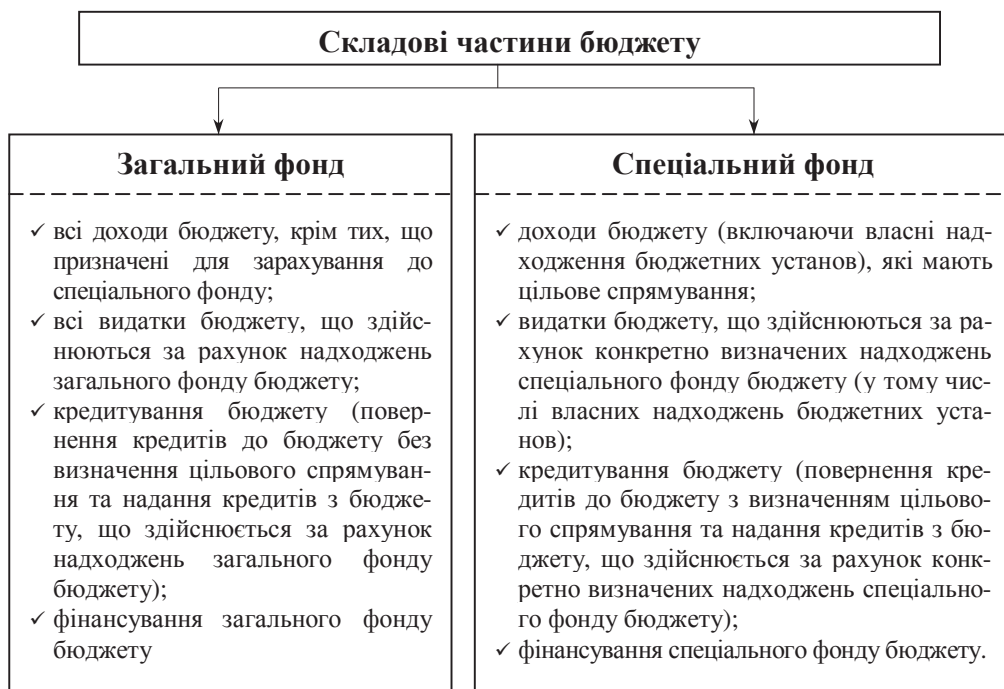 Складові частини бюджету
Загальний фонд
✓ всі доходи бюджету, крім тих, що
призначені для зарахування до
спеціального фонду;
✓ всі видатки бюджету, що здійс-
нюються за рахунок надходжень
загального фонду бюджету;
✓ кредитування бюджету (повер-
нення кредитів до бюджету без
визначення цільового спрямуван-
ня та надання кредитів з бюдже-
ту, що здійснюється за рахунок
надходжень загального фонду
бюджету);
✓ фінансування загального фонду
бюджету
Спеціальний фонд
✓ доходи бюджету (включаючи власні над-
ходження бюджетних установ), які мають
цільове спрямування;
✓ видатки бюджету, що здійснюються за ра-
хунок конкретно визначених надходжень
спеціального фонду бюджету (у тому чис-
лі власних надходжень бюджетних уста-
нов);
✓ кредитування бюджету (повернення кре-
дитів до бюджету з визначенням цільово-
го спрямування та надання кредитів з бю-
джету, що здійснюється за рахунок конк-
ретно визначених надходжень спеціально-
го фонду бюджету);
✓ фінансування спеціального фонду бюджету.